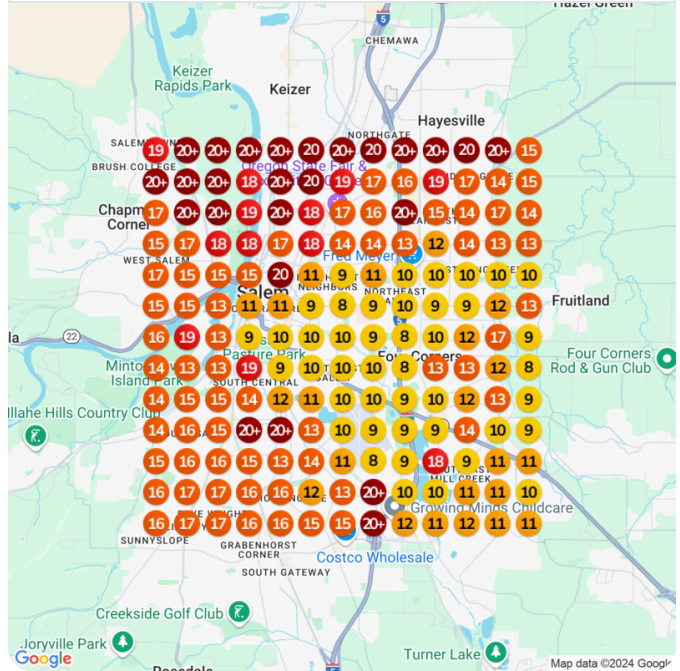 Hazel Green
5
CHEMAWA
Keizer
Rapids Park
Keizer
Hayesville
NORTHGATE
SALEM
19 20+ 20+ 20+ 20+ 20 20+ 20 20+ 20+ 20 20+ 15
BRUSH COLLEGE
Oregon State Fair &
20+ 20+ 20+ 18 20+ 20 19 17 16 19 17 14 15
Chapm
Corner
17 20+ 20+ 19 20+ 18 17 16 20+ 15 14 17 14
15 17 18 18 17 18 14 14 13 12 14 13 13
WEST SALEM
Fred Meyer
17 15 15 15 20 11 9 11 10 10 10 10 10
NEIGHBORS
NORTHEAST
Salem
Fruitland
15 15 13 11 11 9 8 9 10 9 9 12 13
la
22
16 19 13 9 10 10 10 9 8 10 12 17 9
Pasture Park
Four Corners
Four Corners
Rod & Gun Club
Minto
Island Park
14 13 13 19 9 10 10 10 8 13 13 12 8
SOUTH CENTRAL
14 15 15 14 12 11 10 10 9 10 12 13 9
illahe Hills Country Club
14 16 15 20+ 20+ 13 10 9 9 9 14 10 9
15 16 16 15 13 14 11 8 9 18 9 11 11
MILL CREEK
16 17 17 16 16 12 13 20+ 10 10 11 11 10
Growing Minds Childcare
16 17 17 16 16 15 15 20+ 12 11 12 11 11
SUNNYSLOPE
GRABENHORST
CORNER
Costco Wholesale
SOUTH GATEWAY
Creekside Golf Club
Joryville Park
Turner Lake
Google
Rosedale
5
Map data ©2024 Google